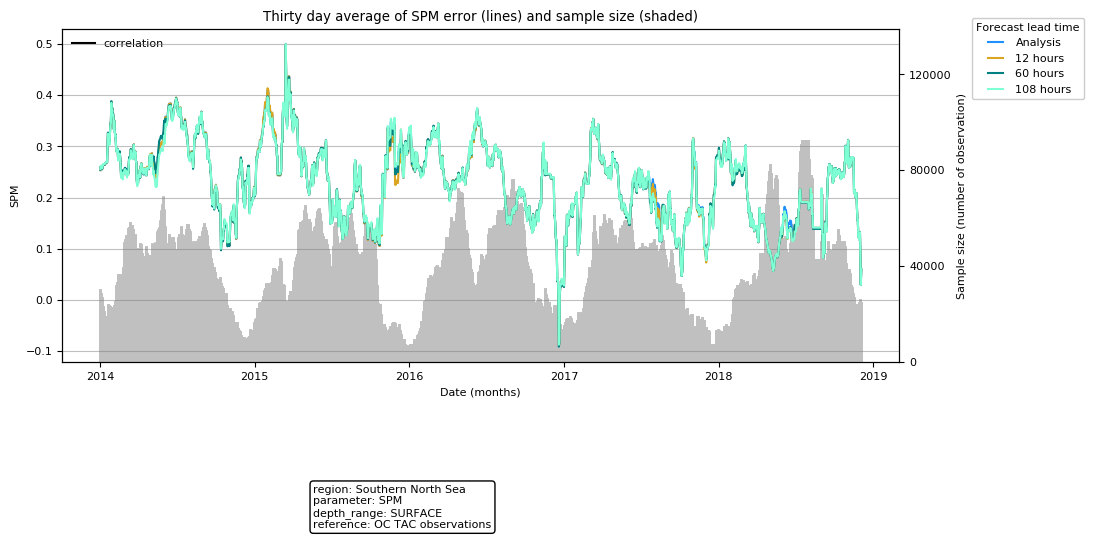 Thirty day average of SPM error (lines) and sample size (shaded)
correlation
SPM
0.5
0.4
0.3
0.2
0.1
0.0
−0.1
2014
2015
2016
2017
2018
2019
Date (months)
120000
80000
40000
0
Sample size (number of observation)
Forecast lead time
Analysis
12 hours
60 hours
108 hours
region: Southern North Sea
parameter: SPM
depth_range: SURFACE
reference: OC TAC observations